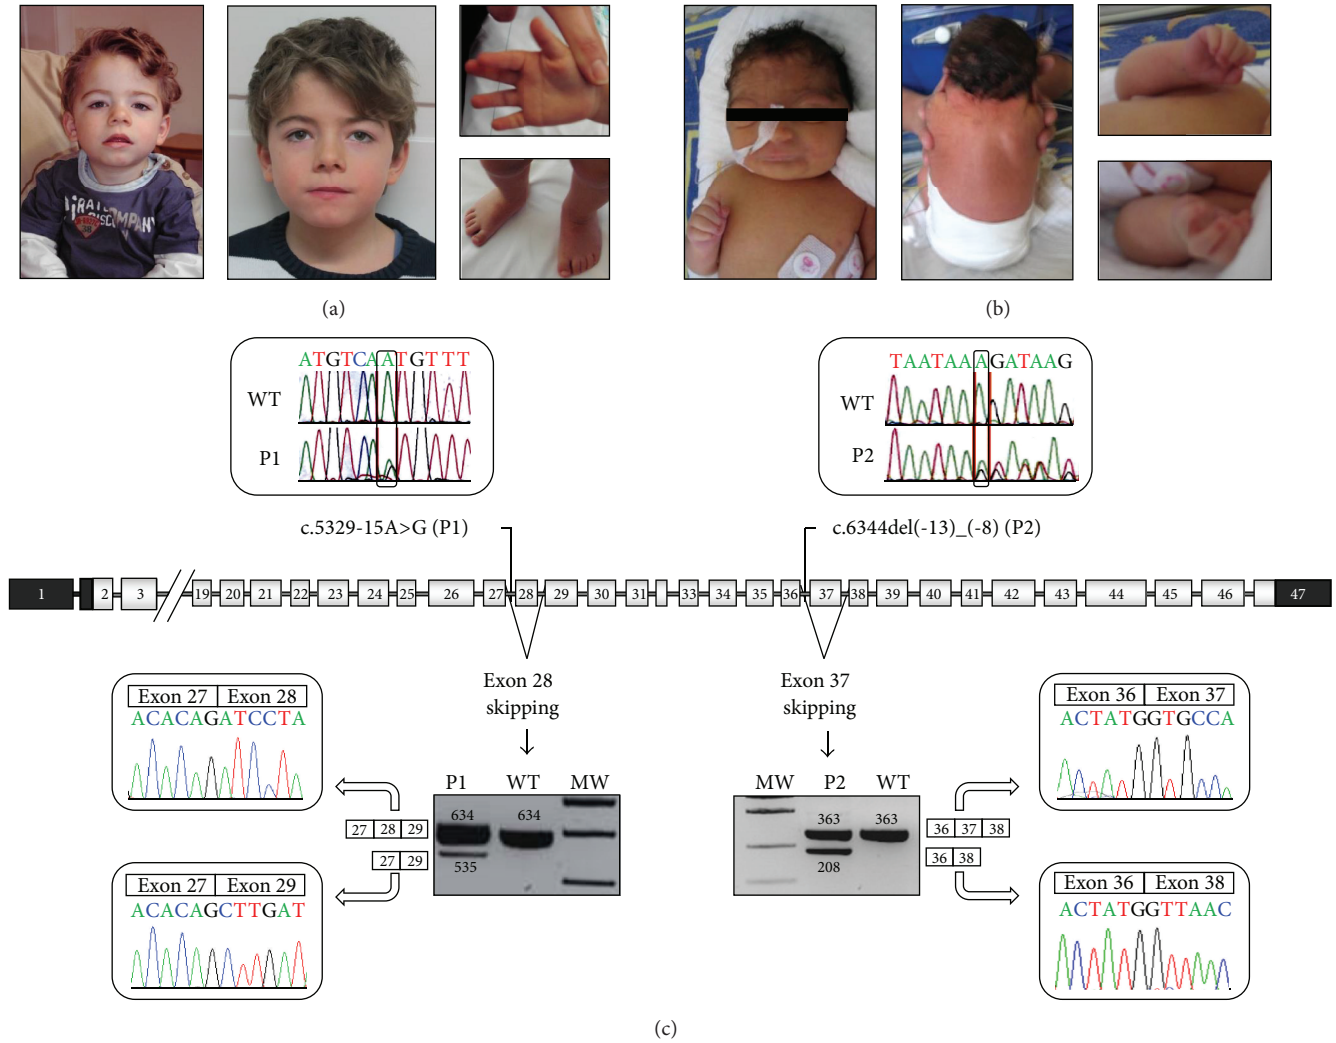 PiRAT COMPANY
DISC
38
(a)
(b)
ATGTCAATGTTT
WT
P1
TAATAAAGATAAG
WT
P2
c.5329-15A>G (P1)
c.6344del(-13)_(-8) (P2)
1 2 3 19 20 21 22 23 24 25 26 27 28 29 30 31 33 34 35 36 37 38 39 40 41 42 43 44 45 46 47
Exon 28
skipping
Exon 37
skipping
Exon 27 Exon 28
ACACAGATCCTA
Exon 36 Exon 37
ACTATGGTGCCA
P1 WT MW
634 634
535
27 28 29
27 29
MW P2 WT
363 363
208
36 37 38
36 38
Exon 27 Exon 29
ACACAGCTTGAT
Exon 36 Exon 38
ACTATGGTTAAC
(c)